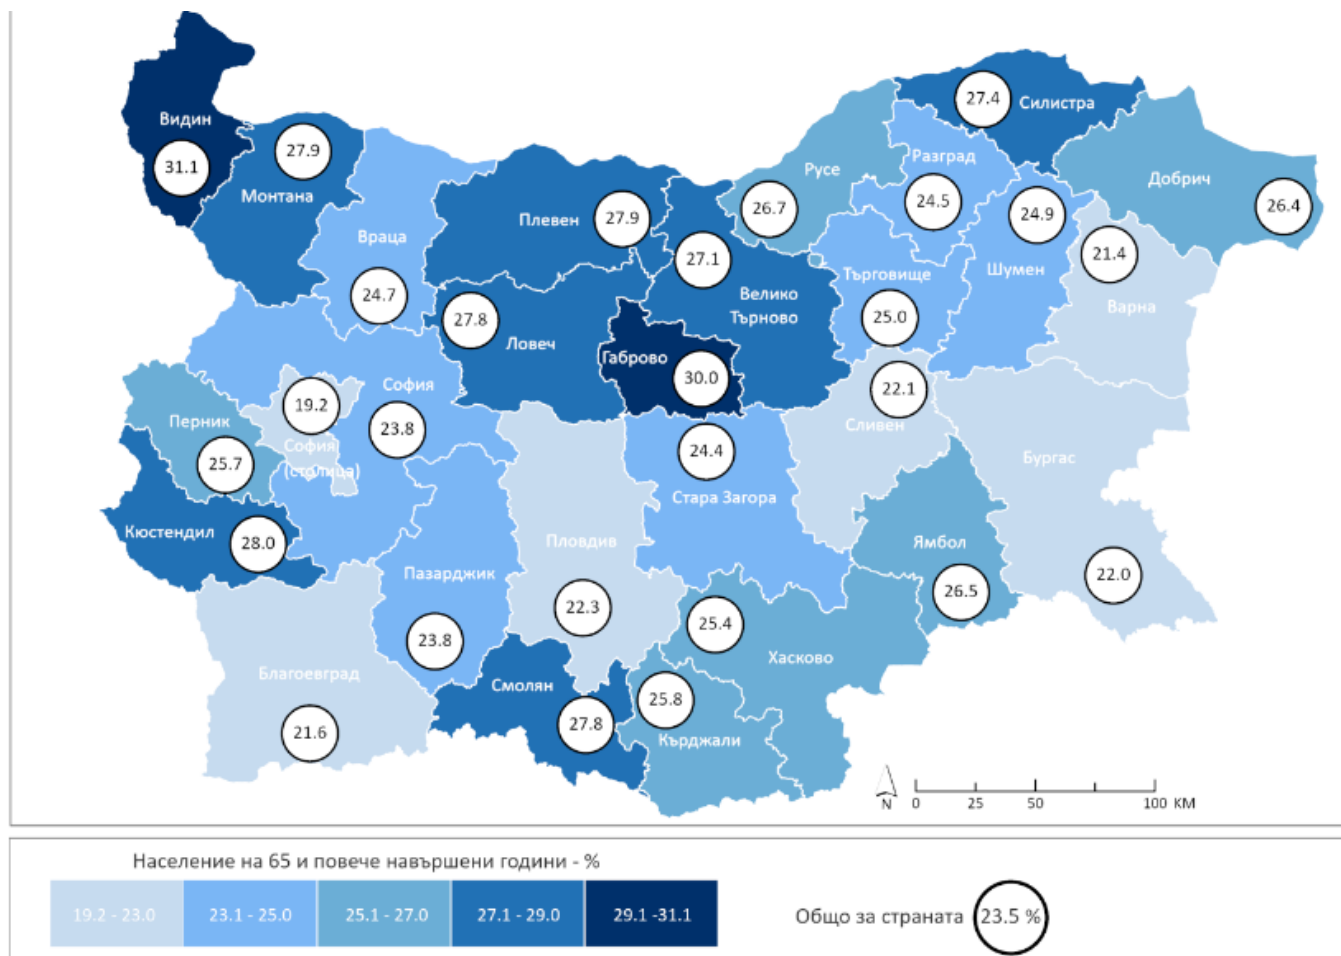 27.4
Силистра
Видин
31.1
27.9
Монтана
Враца
24.7
Плевен
27.9
27.1
Велико
Търново
Русе
26.7
Разград
24.5
24.9
Шумен
Добрич
26.4
21.4
Варна
Търговище
25.0
27.8
Ловеч
Габрово
30.0
София
23.8
19.2
София
(столица)
Перник
25.7
Кюстендил
28.0
22.1
Сливен
Бургас
22.0
24.4
Стара Загора
Пловдив
22.3
Пазарджик
23.8
Ямбол
26.5
25.4
Хасково
Благоевград
21.6
Смолян
27.8
25.8
Кърджали
N
0 25 50 100 КМ
Население на 65 и повече навършени години - %
19.2 - 23.0
23.1 - 25.0
25.1 - 27.0
27.1 - 29.0
29.1 -31.1
Общо за страната
23.5 %